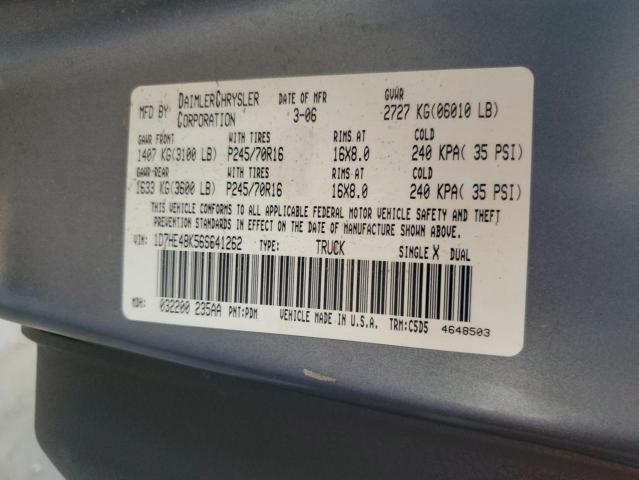 MFD BY DAIMLERCHRYSLER CORPORATION DATE OF MFR 3-06 GVWR 2727 KG(06010 LB)
GAWR FRONT WITH TIRES RIMS AT COLD
1407 KG(3100 LB) P245/70R16 16X8.0 240 KPA( 35 PSI)
GAWR REAR WITH TIRES RIMS AT COLD
1633 KG(3600 LB) P245/70R16 16X8.0 240 KPA( 35 PSI)
THIS VEHICLE CONFORMS TO ALL APPLICABLE FEDERAL MOTOR VEHICLE SAFETY AND THEFT
PREVENTION STANDARDS IN EFFECT ON THE DATE OF MANUFACTURE SHOWN ABOVE.
VIN: 1D7HE48K56S641262 TYPE: TRUCK SINGLE X DUAL
MDH: 032200 235AA PNT:PDM VEHICLE MADE IN U.S.A. TRM:C5D5 4648503